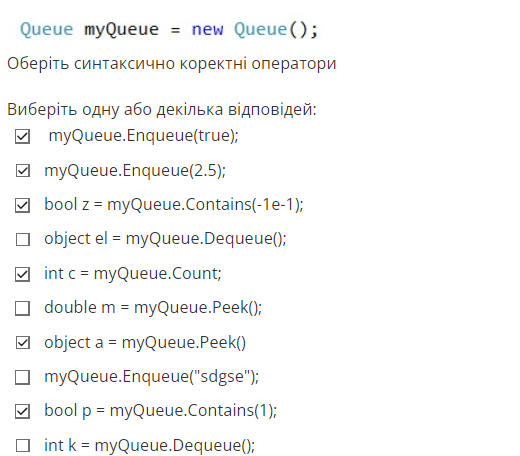 Queue myQueue = new Queue();
Оберіть синтаксично коректні оператори
Виберіть одну або декілька відповідей:
myQueue.Enqueue(true);
myQueue.Enqueue(2.5);
bool z = myQueue.Contains(-1e-1);
object el = myQueue.Dequeue();
int c = myQueue.Count;
double m = myQueue.Peek();
object a = myQueue.Peek()
myQueue.Enqueue("sdgse");
bool p = myQueue.Contains(1);
int k = myQueue.Dequeue();